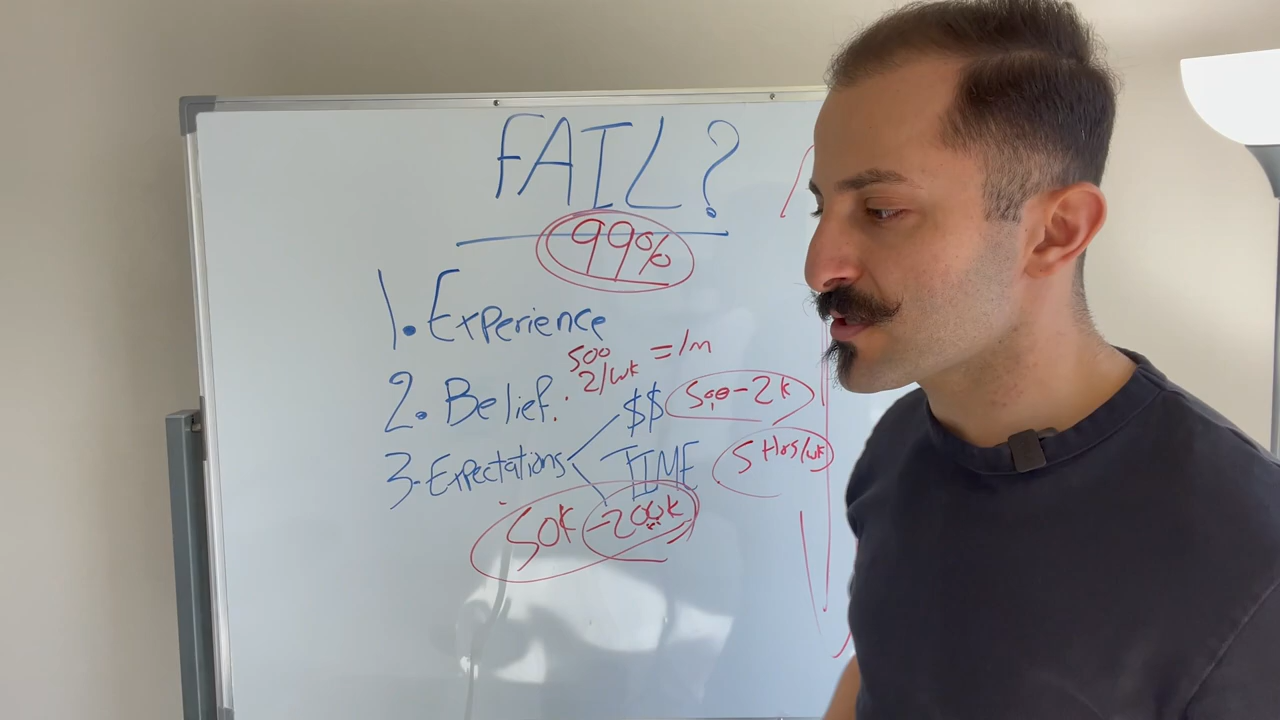 FAIL?
99%
1. Experience
500 = 1m
2/wk
2. Belief.
$$ 500-2k
3-Expectations TIME 5 Hrs/wk
50k - 200k